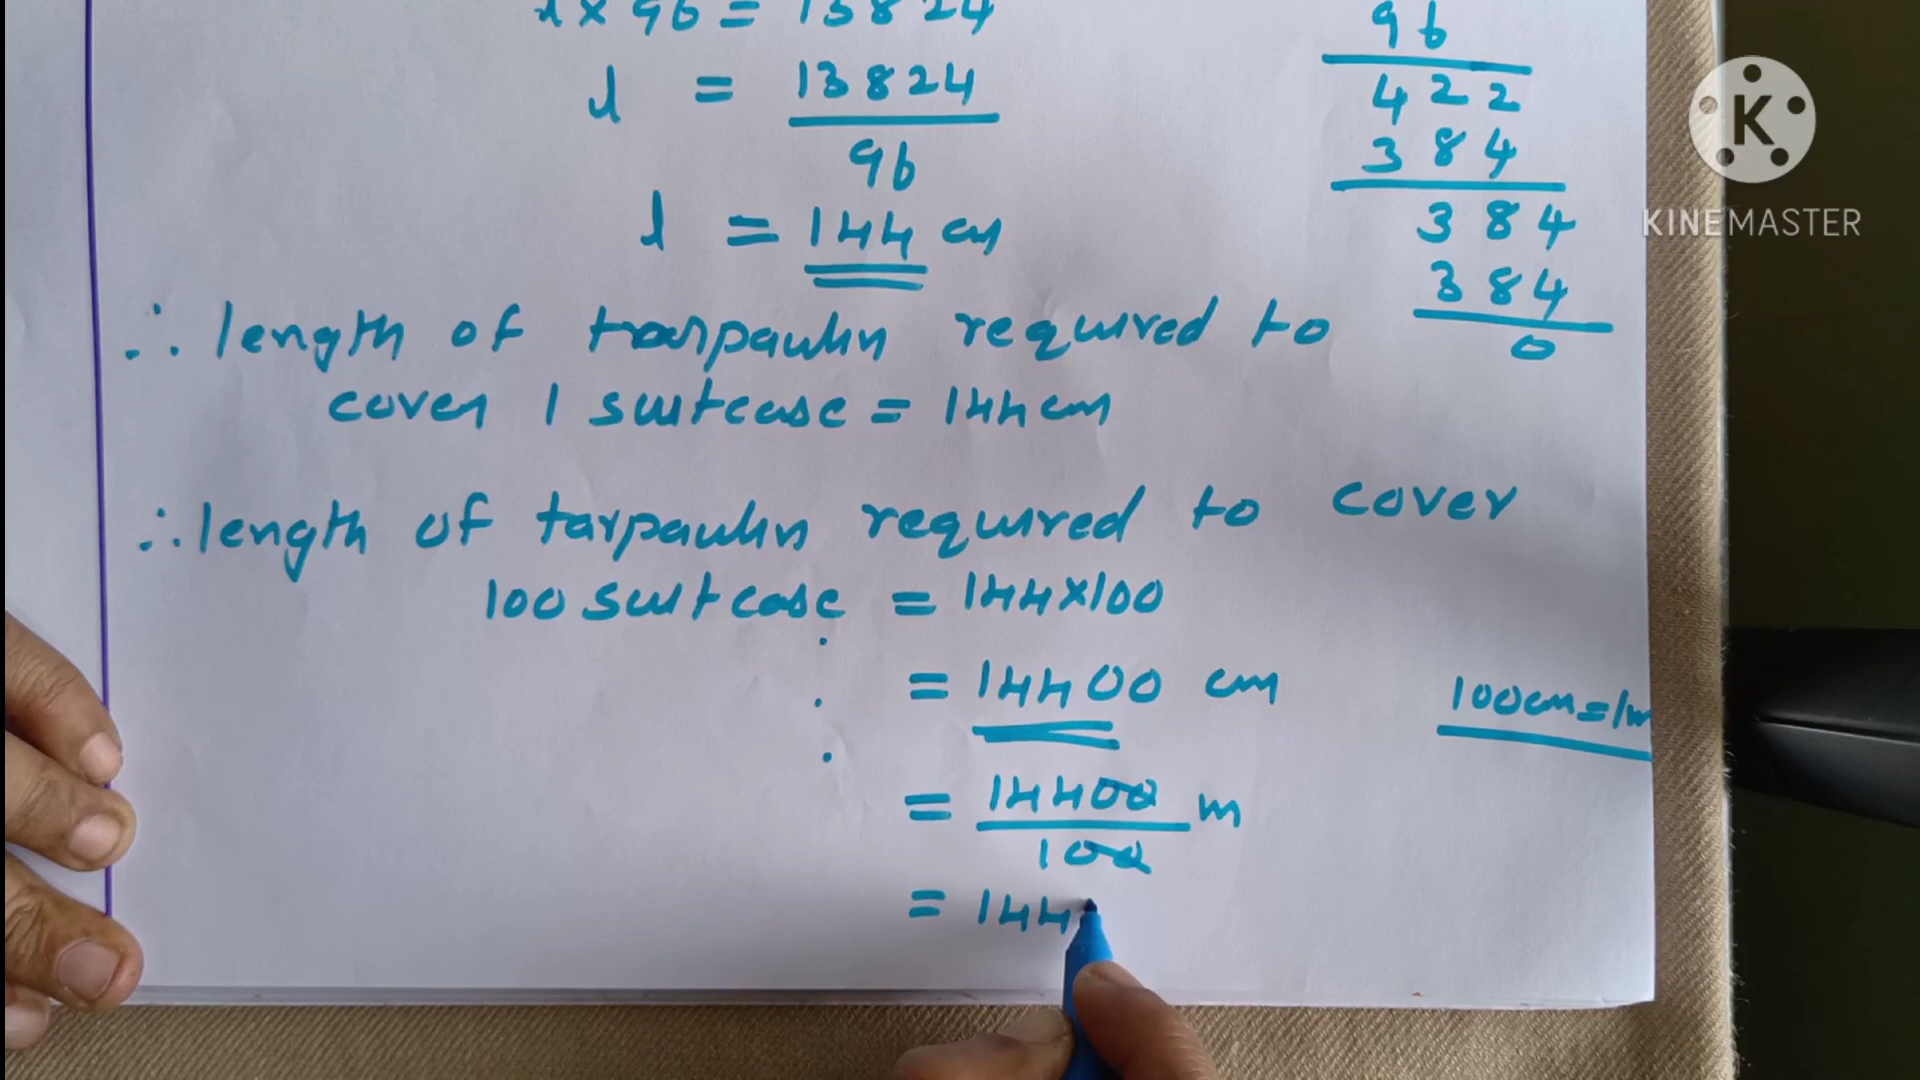 l × 96 = 13824
l = 13824
96
l = 144 cm
∴ length of tarpaulin required to
cover 1 suitcase = 144 cm
∴ length of tarpaulin required to cover
100 suitcase = 144×100
= 14400 cm
= 14400 m
100
= 144
96
422
384
384
384
0
100cm = 1m
K
KINEMASTER